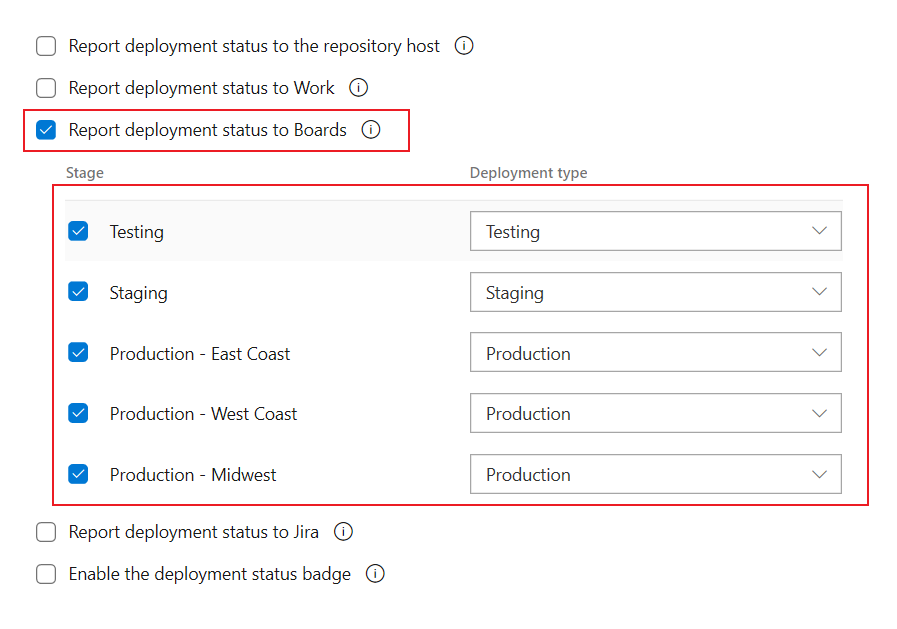 Report deployment status to the repository host
Report deployment status to Work
Report deployment status to Boards
Stage Deployment type
Testing Testing
Staging Staging
Production - East Coast Production
Production - West Coast Production
Production - Midwest Production
Report deployment status to Jira
Enable the deployment status badge